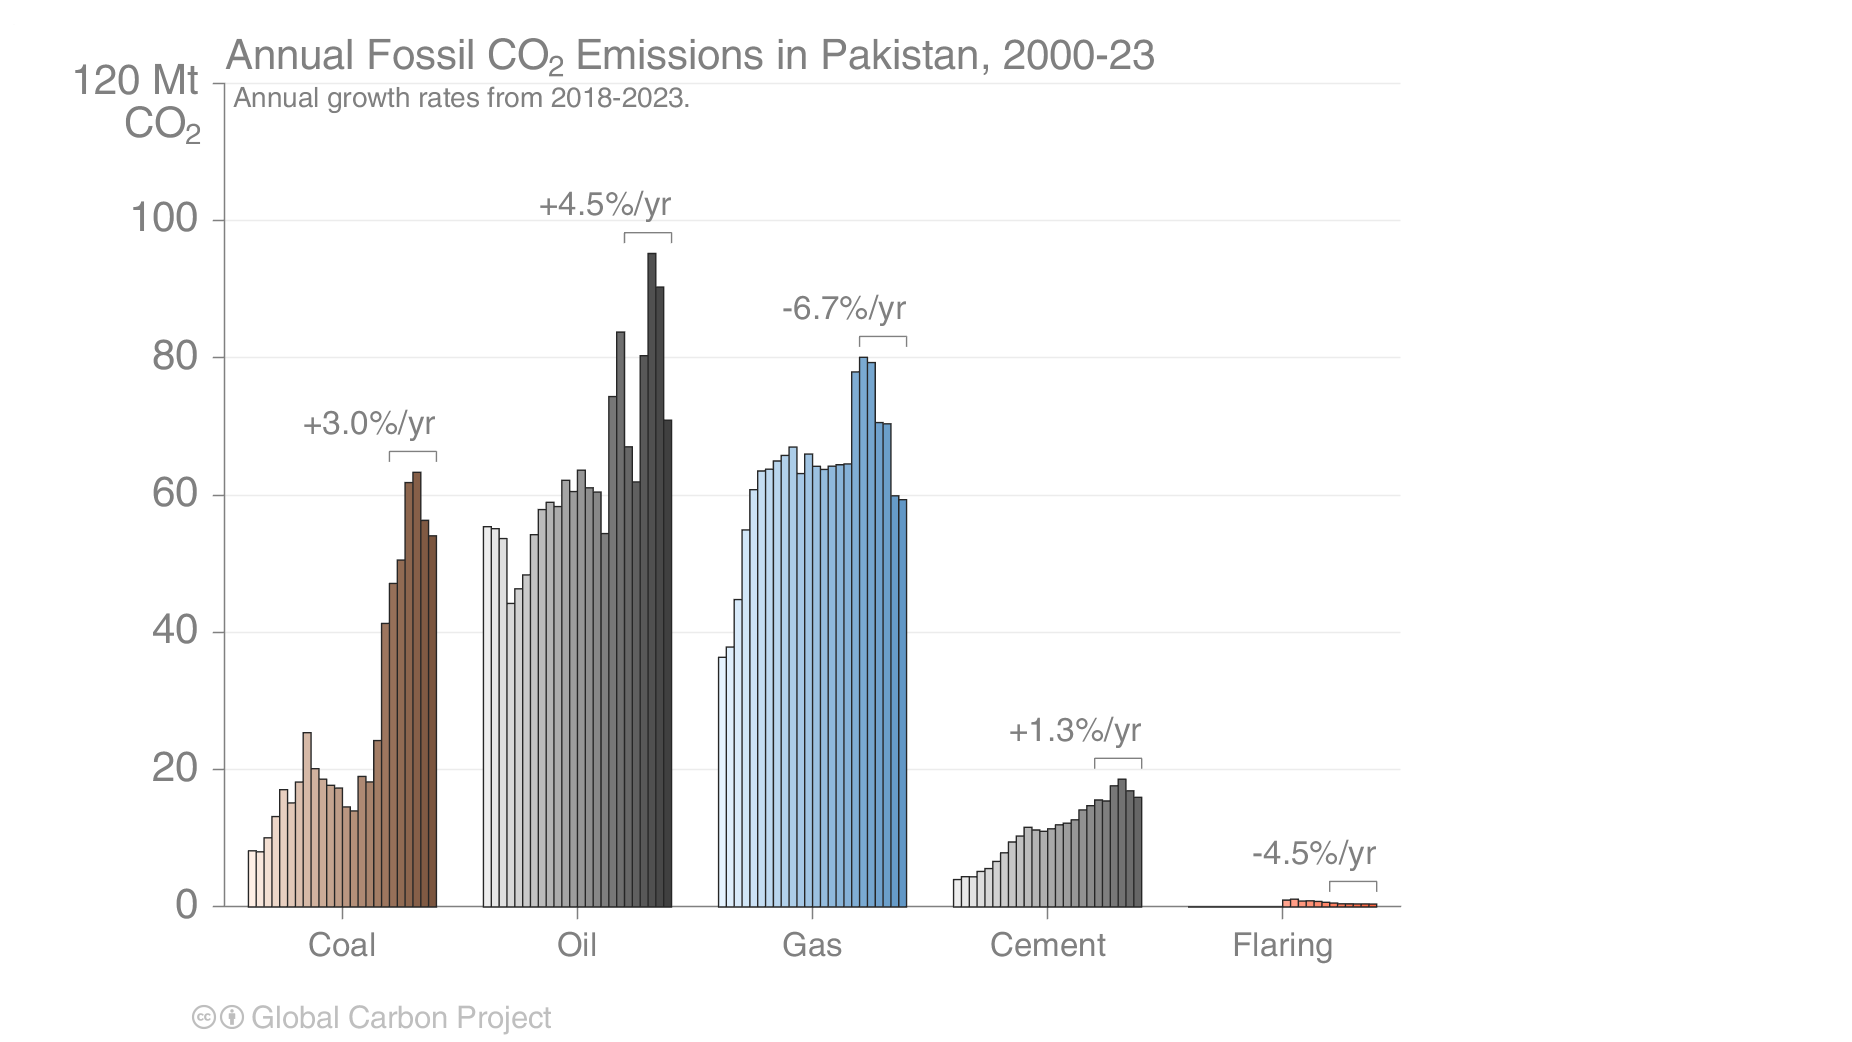 Annual Fossil CO₂ Emissions in Pakistan, 2000-23
120 Mt
CO₂
Annual growth rates from 2018-2023.
100
80
60
40
20
0
+3.0%/yr
+4.5%/yr
-6.7%/yr
+1.3%/yr
-4.5%/yr
Coal
Oil
Gas
Cement
Flaring
cc Global Carbon Project